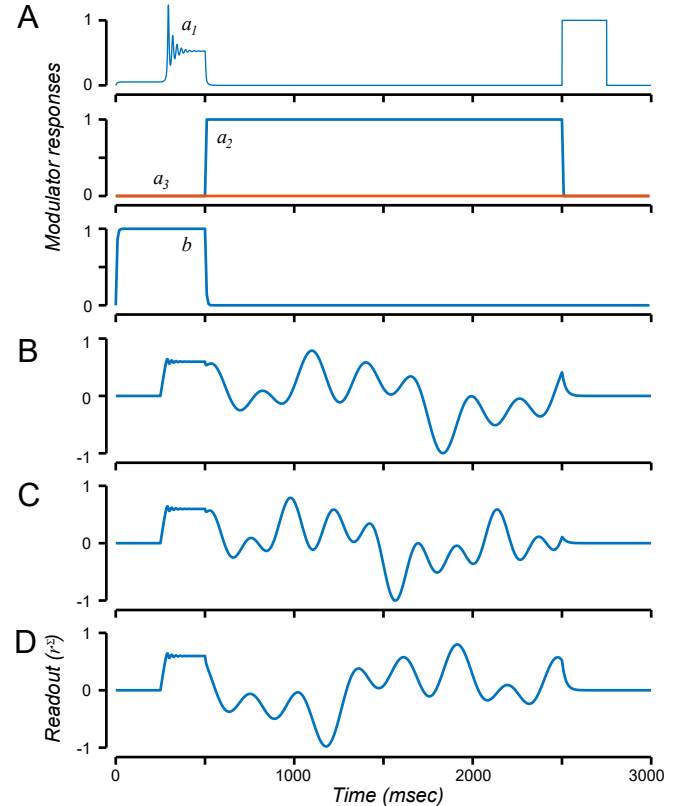 A
Modulator responses
1
0
a1
1
0
a2
a3
1
0
b
B
1
0
-1
C
1
0
-1
D
Readout (rΣ)
1
0
-1
0 1000 2000 3000
Time (msec)